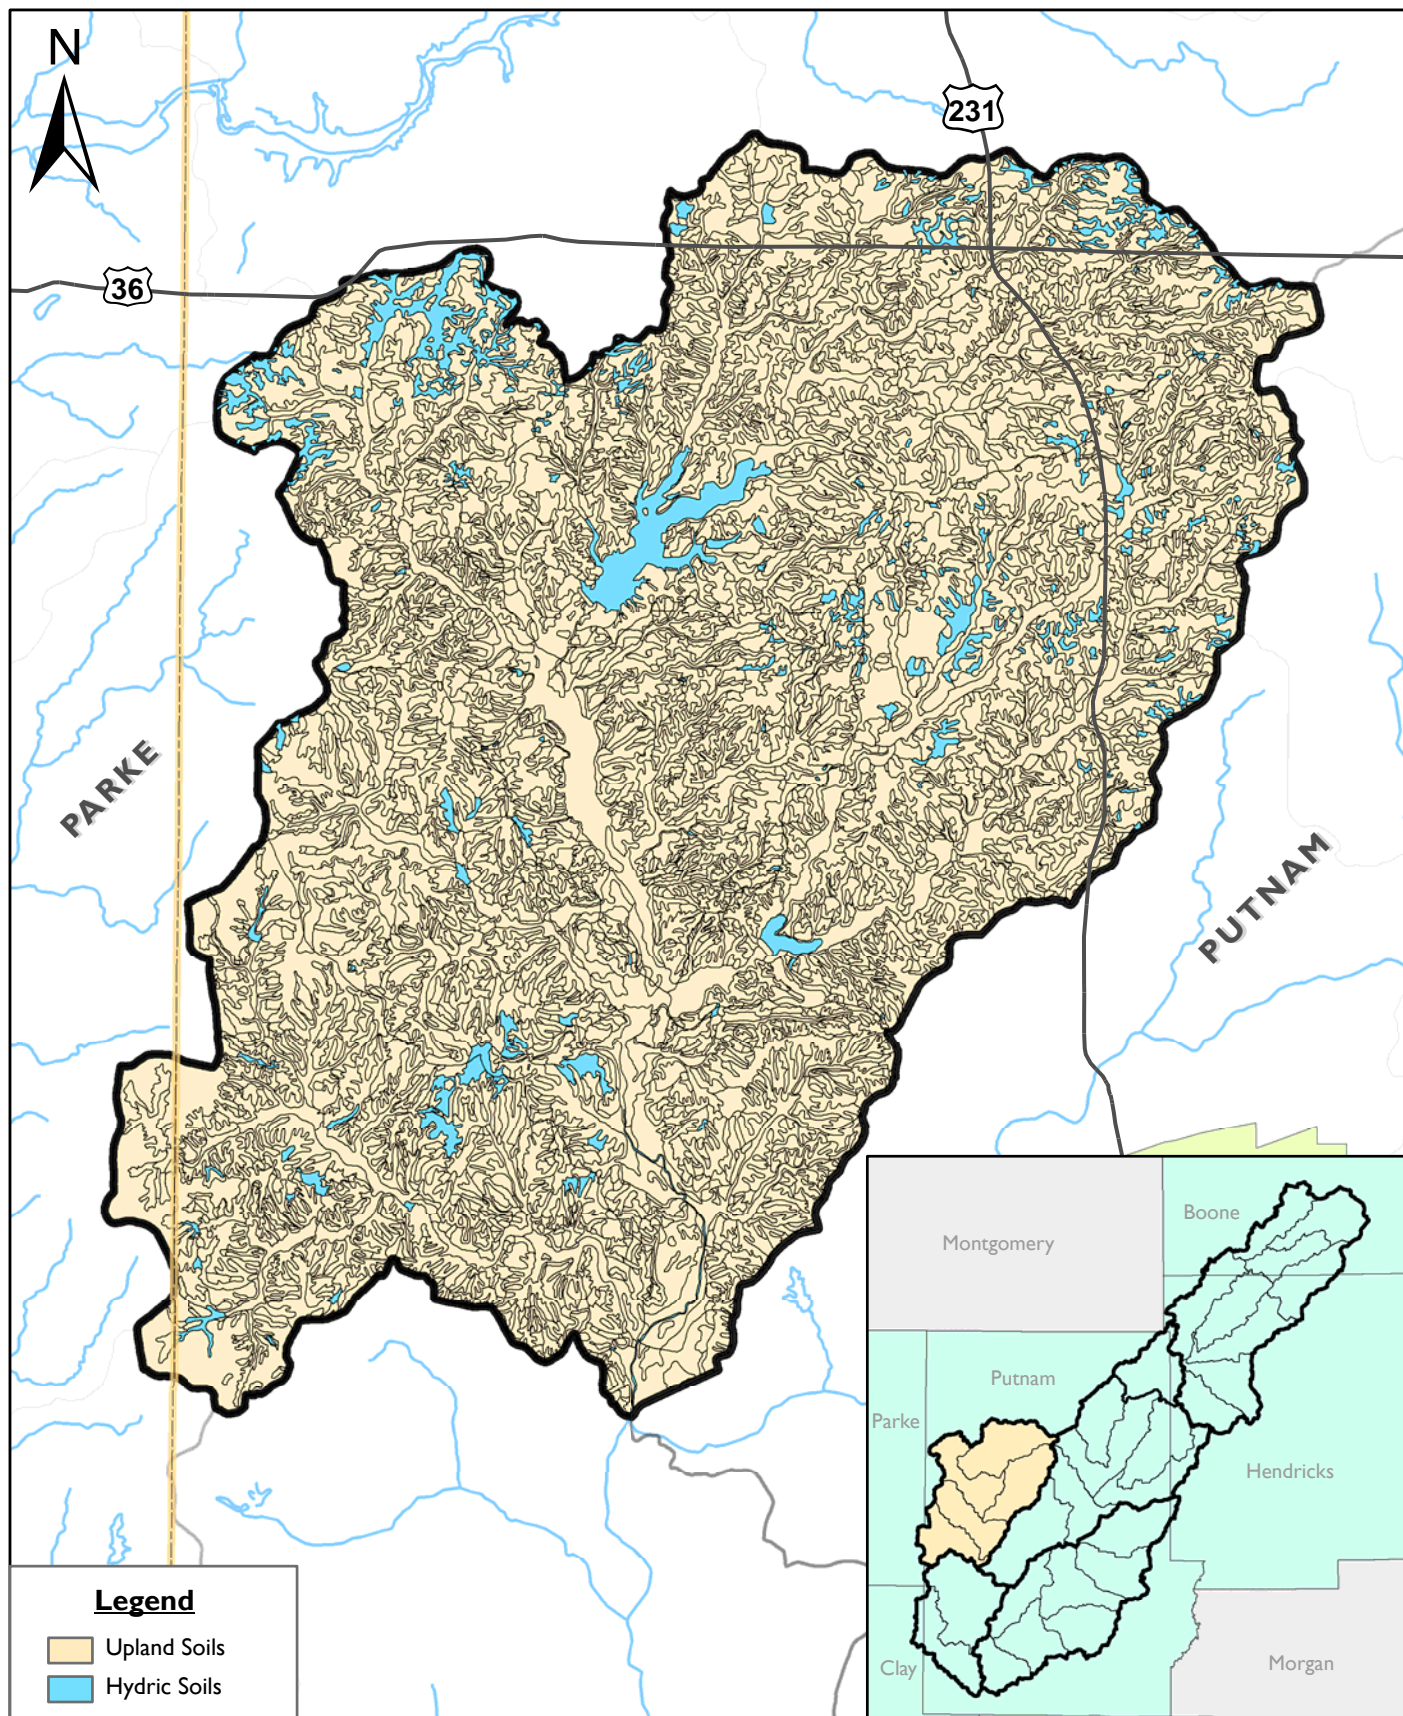 N
231
36
PARKE
PUTNAM
Legend
Upland Soils
Hydric Soils
Boone
Montgomery
Putnam
Parke
Hendricks
Clay
Morgan